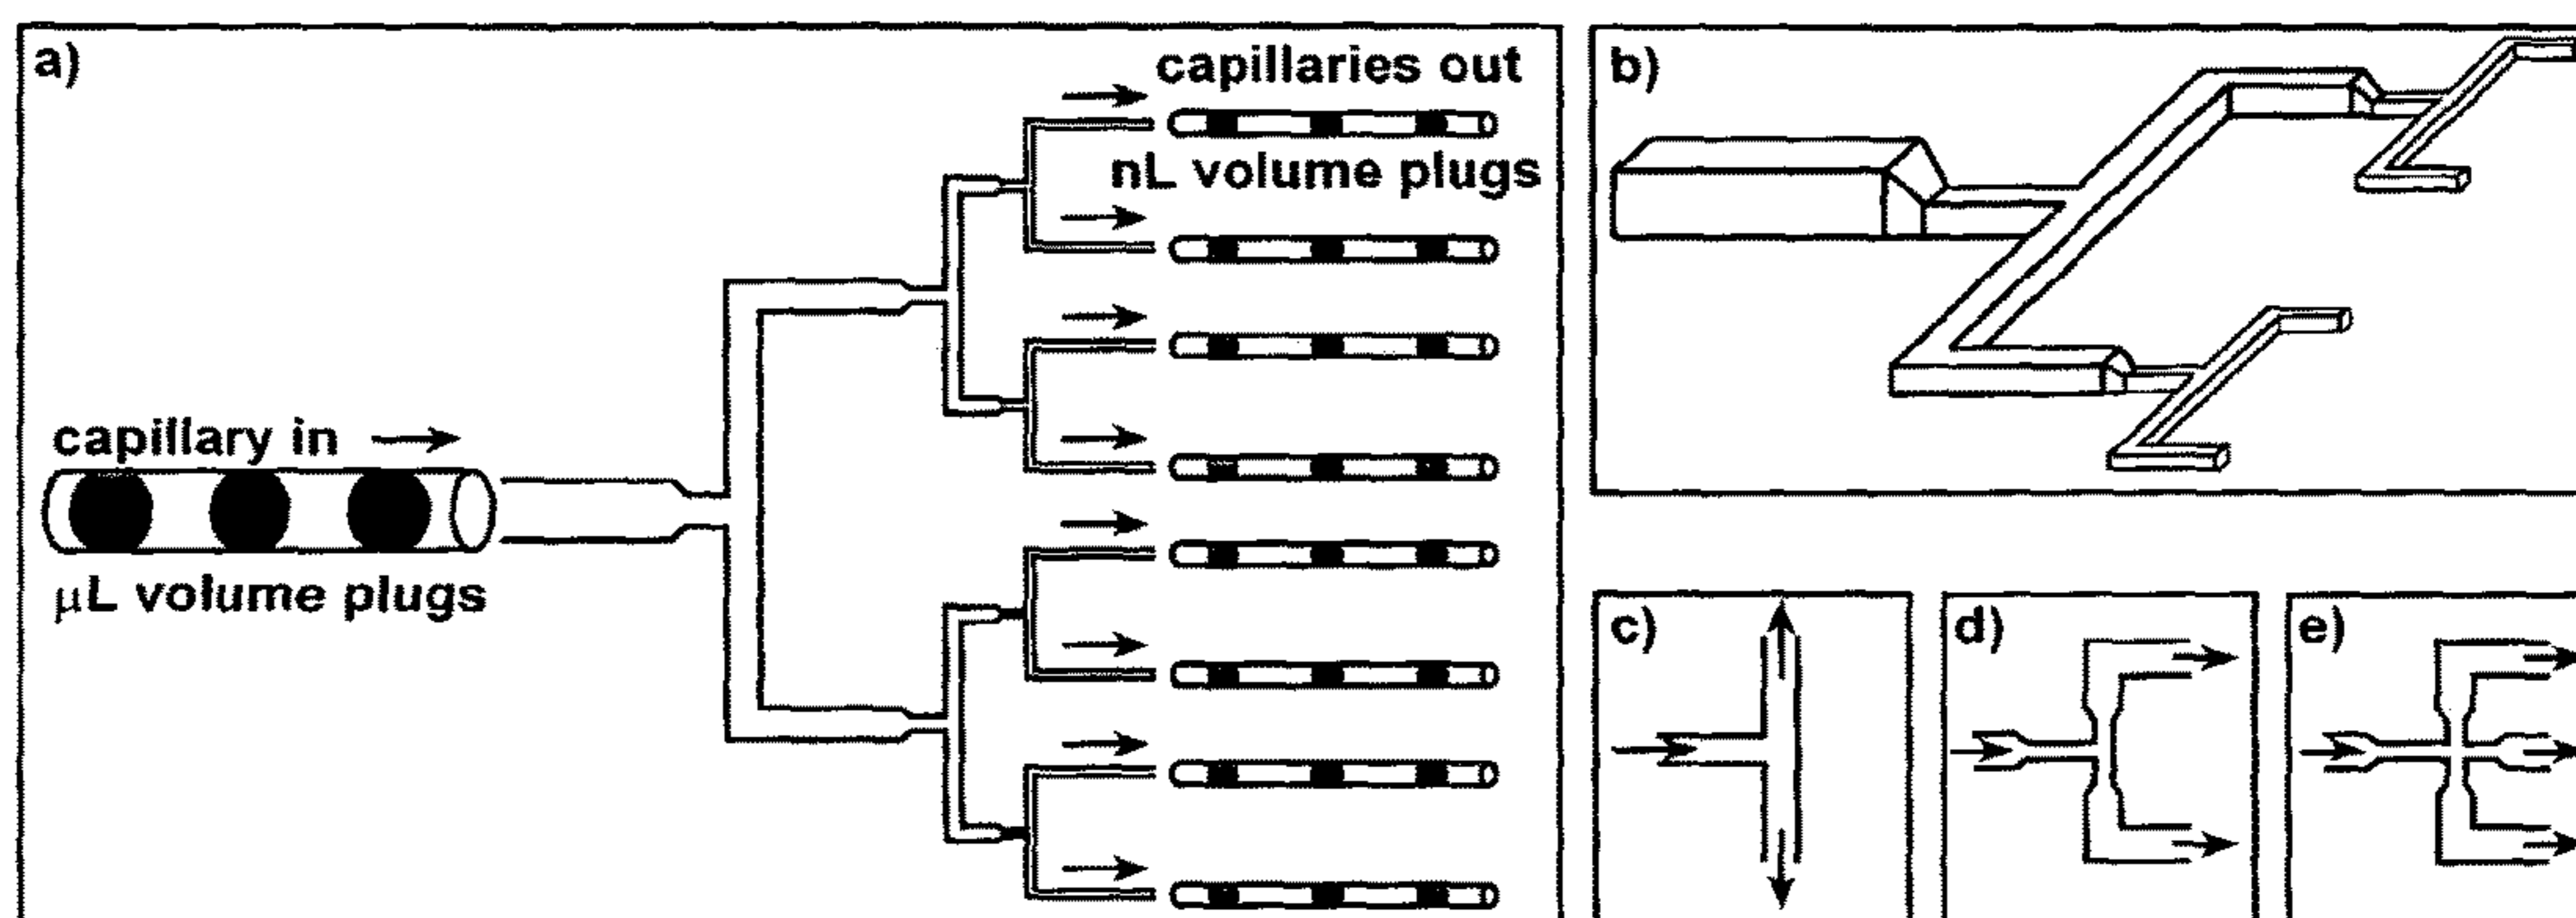 a)
capillaries out
nL volume plugs
capillary in
μL volume plugs
b)
c)
d)
e)